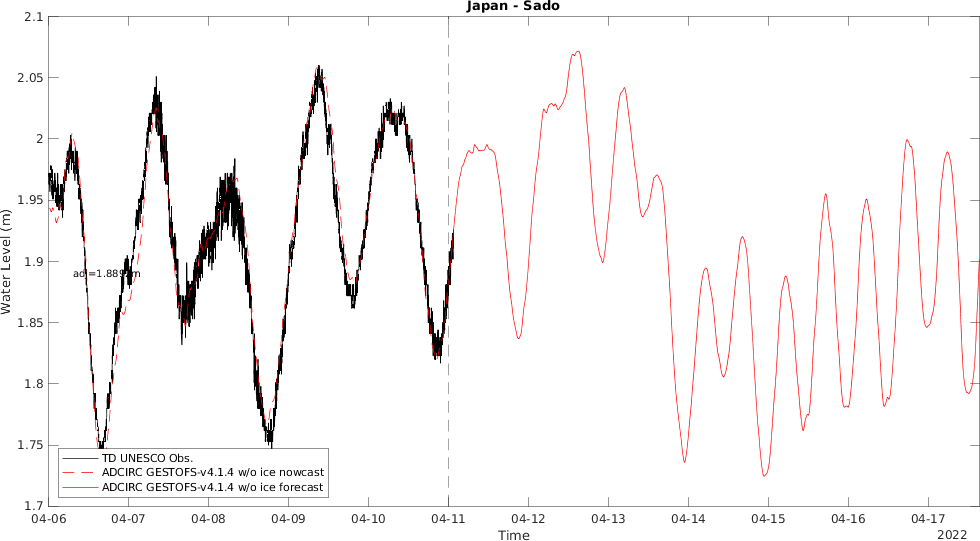 Japan - Sado
Water Level (m)
2.1
2.05
2
1.95
1.9
1.85
1.8
1.75
1.7
TD UNESCO Obs.
ADCIRC GESTOFS-v4.1.4 w/o ice nowcast
ADCIRC GESTOFS-v4.1.4 w/o ice forecast
04-06 04-07 04-08 04-09 04-10 04-11 04-12 04-13 04-14 04-15 04-16 04-17
Time
2022